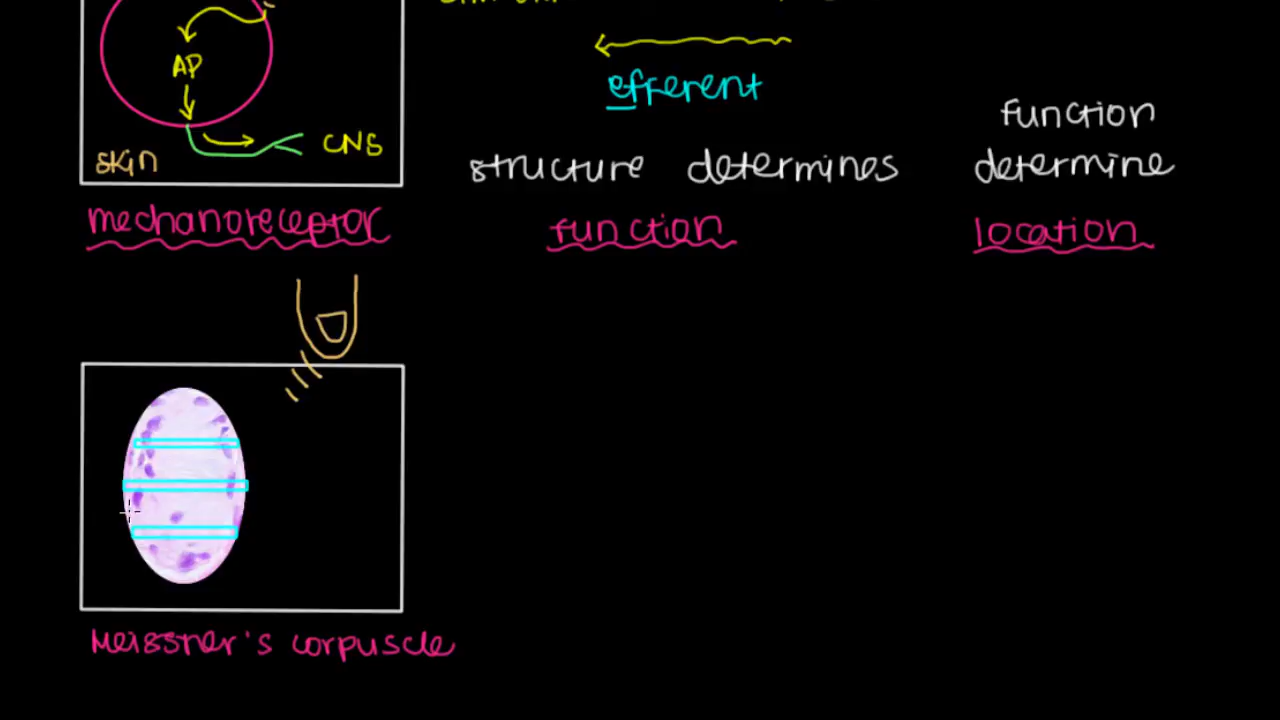 efferent
AP
CNS
skin
structure determines
function
determine
mechanoreceptor
function
location
Meissner's corpuscle